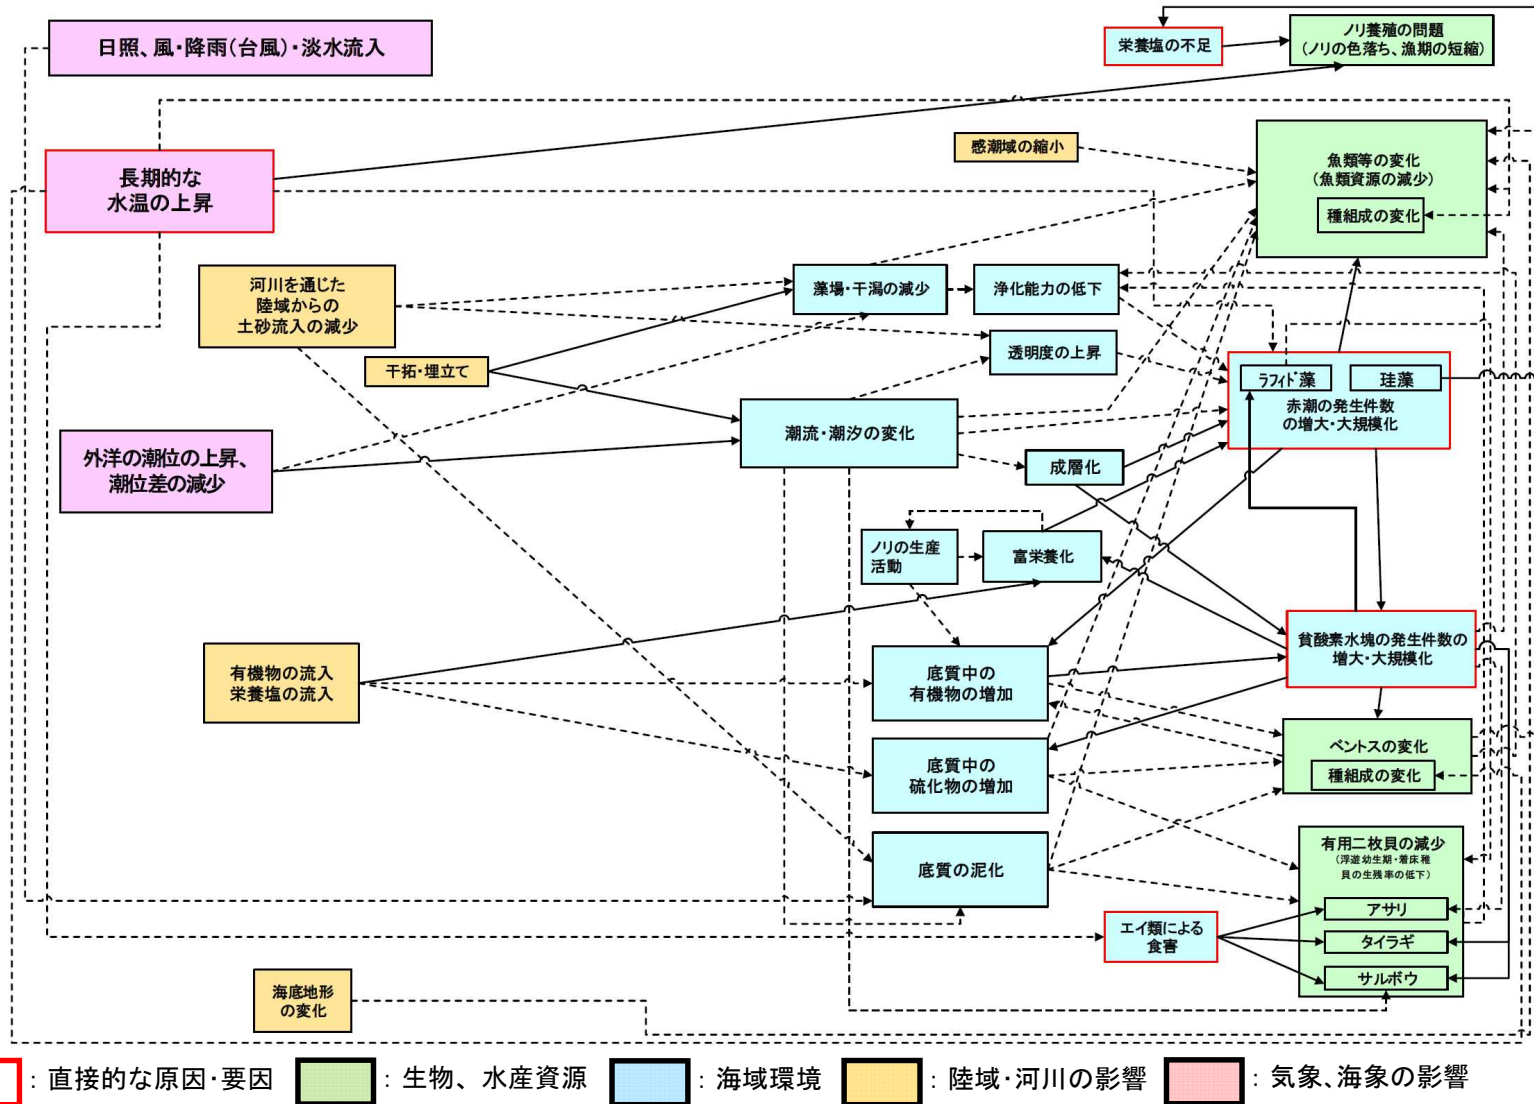 日照、風・降雨(台風)・淡水流入
栄養塩の不足
ノリ養殖の問題
(ノリの色落ち、漁期の短縮)
長期的な
水温の上昇
感潮域の縮小
魚類等の変化
(魚類資源の減少)
種組成の変化
河川を通じた
陸域からの
土砂流入の減少
藻場・干潟の減少
浄化能力の低下
透明度の上昇
干拓・埋立て
ラフィド藻
珪藻
赤潮の発生件数
の増大・大規模化
潮流・潮汐の変化
外洋の潮位の上昇、
潮位差の減少
成層化
ノリの生産
活動
富栄養化
貧酸素水塊の発生件数の
増大・大規模化
有機物の流入
栄養塩の流入
底質中の
有機物の増加
底質中の
硫化物の増加
ベントスの変化
種組成の変化
底質の泥化
有用二枚貝の減少
(浮遊幼生期・着床稚
貝の生残率の低下)
アサリ
タイラギ
サルボウ
エイ類による
食害
海底地形
の変化
:直接的な原因・要因
:生物、水産資源
:海域環境
:陸域・河川の影響
:気象、海象の影響